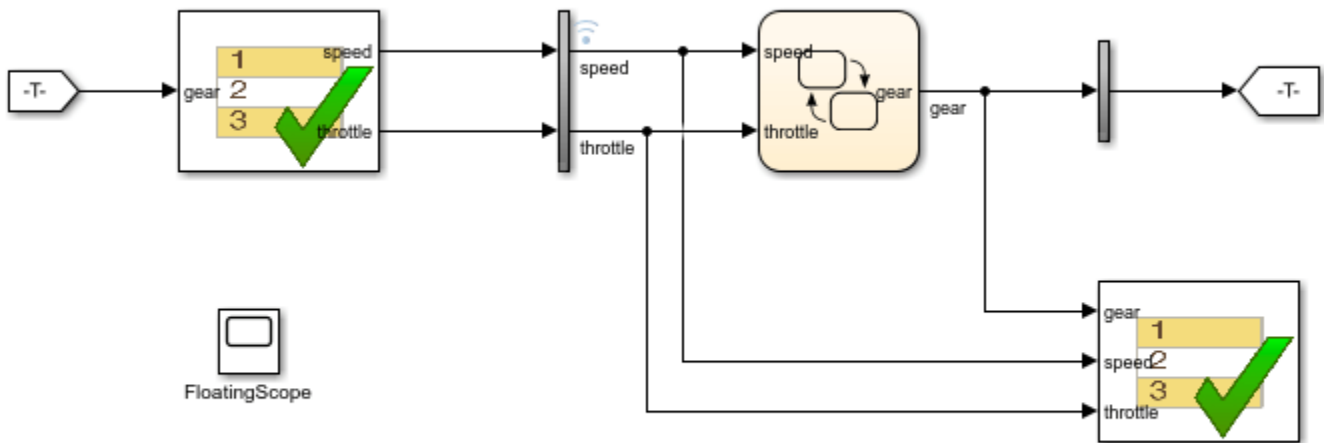 -T-
gear
1
2
3
speed
throttle
speed
throttle
speed
throttle
gear
gear
-T-
FloatingScope
gear
speed
throttle
1
2
3